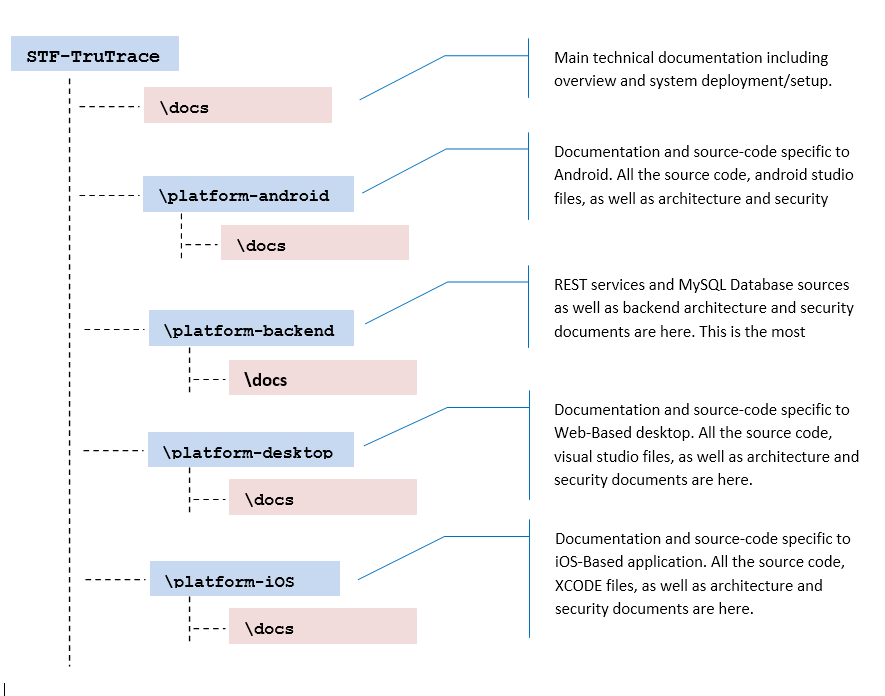 STF-TruTrace
Main technical documentation including
overview and system deployment/setup.
\docs
Documentation and source-code specific to
Android. All the source code, android studio
files, as well as architecture and security
\platform-android
\docs
REST services and MySQL Database sources
as well as backend architecture and security
documents are here. This is the most
\platform-backend
\docs
Documentation and source-code specific to
Web-Based desktop. All the source code,
visual studio files, as well as architecture and
security documents are here.
\platform-desktop
\docs
Documentation and source-code specific to
iOS-Based application. All the source code,
XCODE files, as well as architecture and
security documents are here.
\platform-iOS
\docs